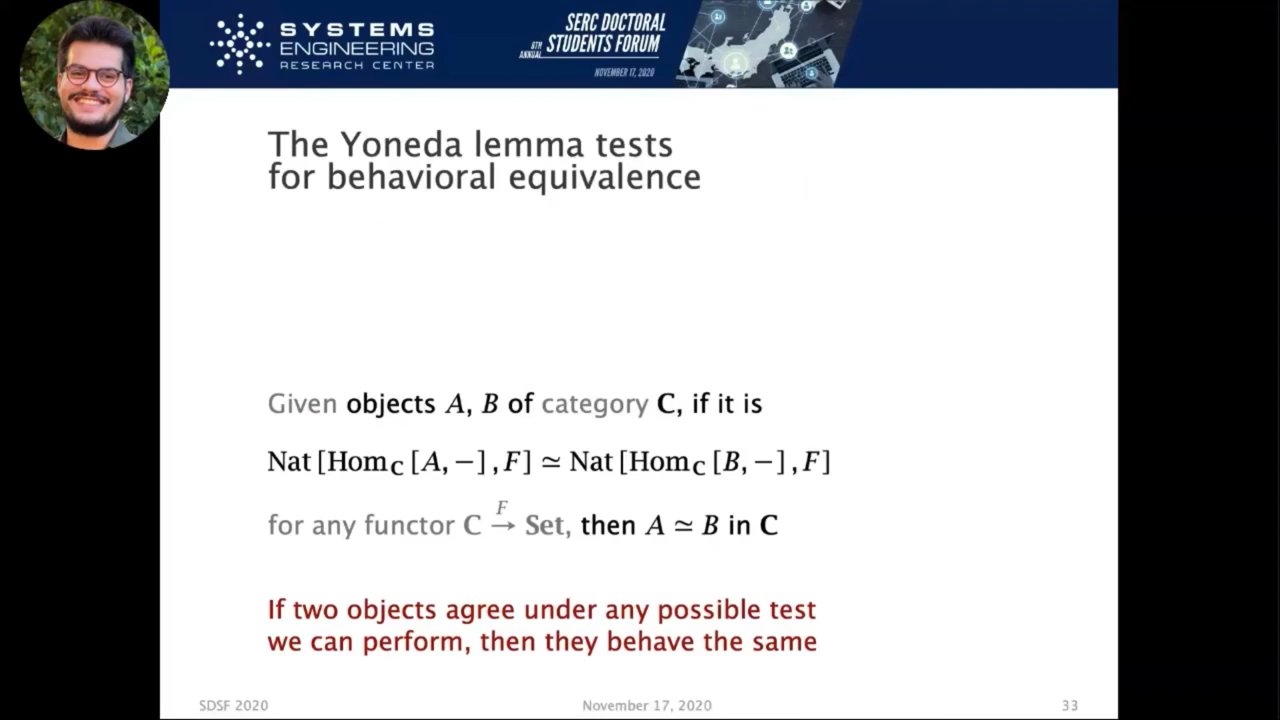 SYSTEMS
ENGINEERING
RESEARCH CENTER
8TH
ANNUAL
SERC DOCTORAL
STUDENTS FORUM
NOVEMBER 17, 2020
The Yoneda lemma tests
for behavioral equivalence
Given objects A, B of category C, if it is
Nat [Hom_C [A, −] , F] ≃ Nat [Hom_C [B, −] , F]
for any functor C \xrightarrow{F} Set, then A ≃ B in C
If two objects agree under any possible test
we can perform, then they behave the same
SDSF 2020
November 17, 2020
33